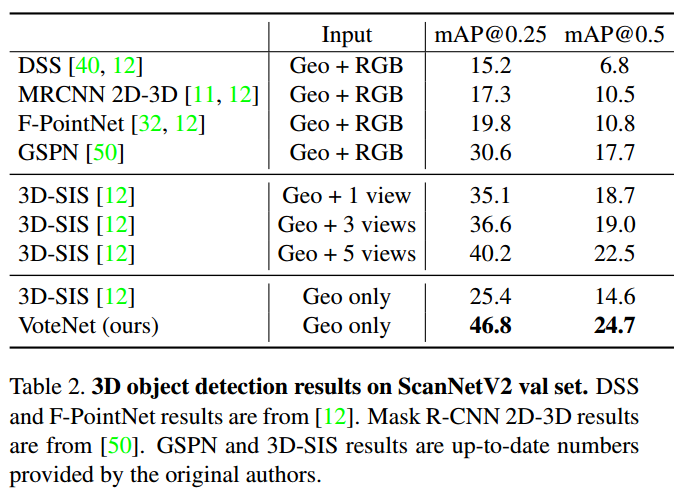 Input mAP@0.25 mAP@0.5
DSS [40, 12] Geo + RGB 15.2 6.8
MRCNN 2D-3D [11, 12] Geo + RGB 17.3 10.5
F-PointNet [32, 12] Geo + RGB 19.8 10.8
GSPN [50] Geo + RGB 30.6 17.7
3D-SIS [12] Geo + 1 view 35.1 18.7
3D-SIS [12] Geo + 3 views 36.6 19.0
3D-SIS [12] Geo + 5 views 40.2 22.5
3D-SIS [12] Geo only 25.4 14.6
VoteNet (ours) Geo only 46.8 24.7
Table 2. 3D object detection results on ScanNetV2 val set. DSS
and F-PointNet results are from [12]. Mask R-CNN 2D-3D results
are from [50]. GSPN and 3D-SIS results are up-to-date numbers
provided by the original authors.